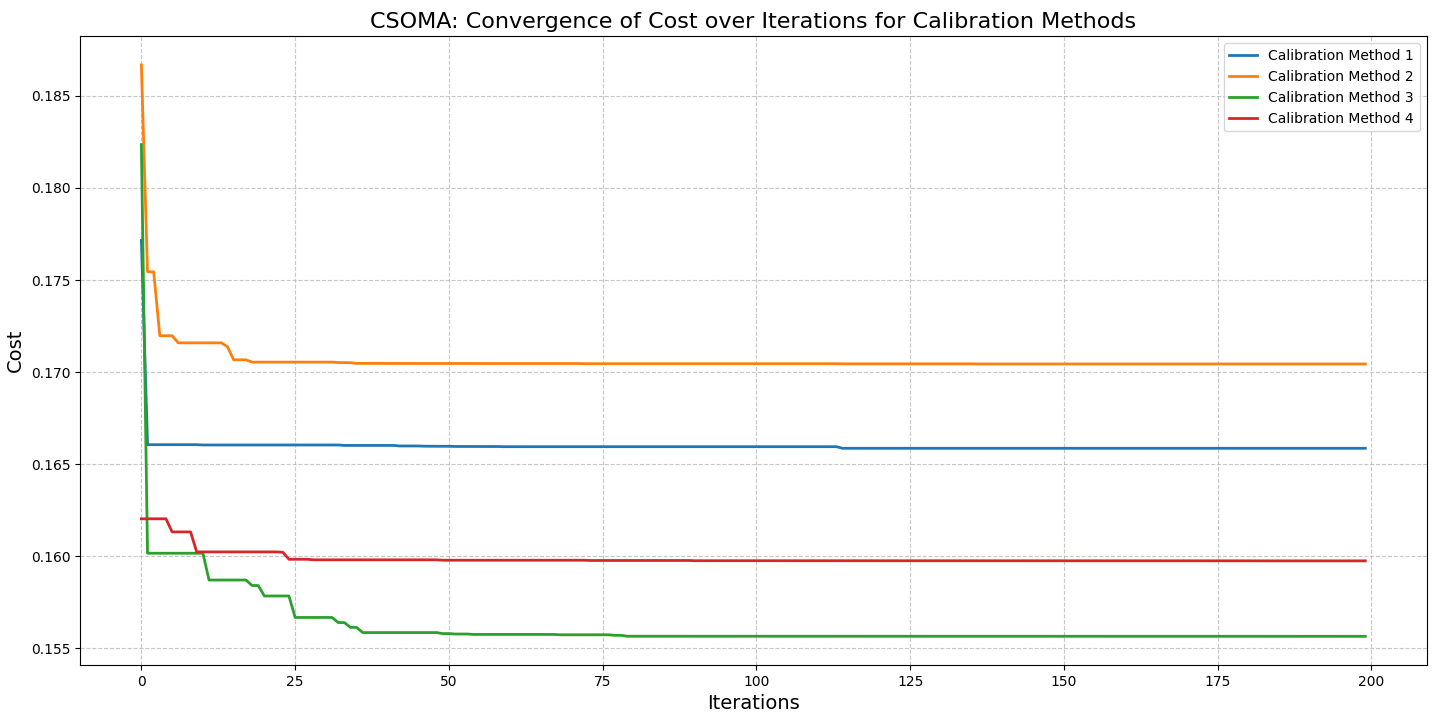 CSOMA: Convergence of Cost over Iterations for Calibration Methods
Calibration Method 1
Calibration Method 2
Calibration Method 3
Calibration Method 4
Cost
0.185
0.180
0.175
0.170
0.165
0.160
0.155
0 25 50 75 100 125 150 175 200
Iterations